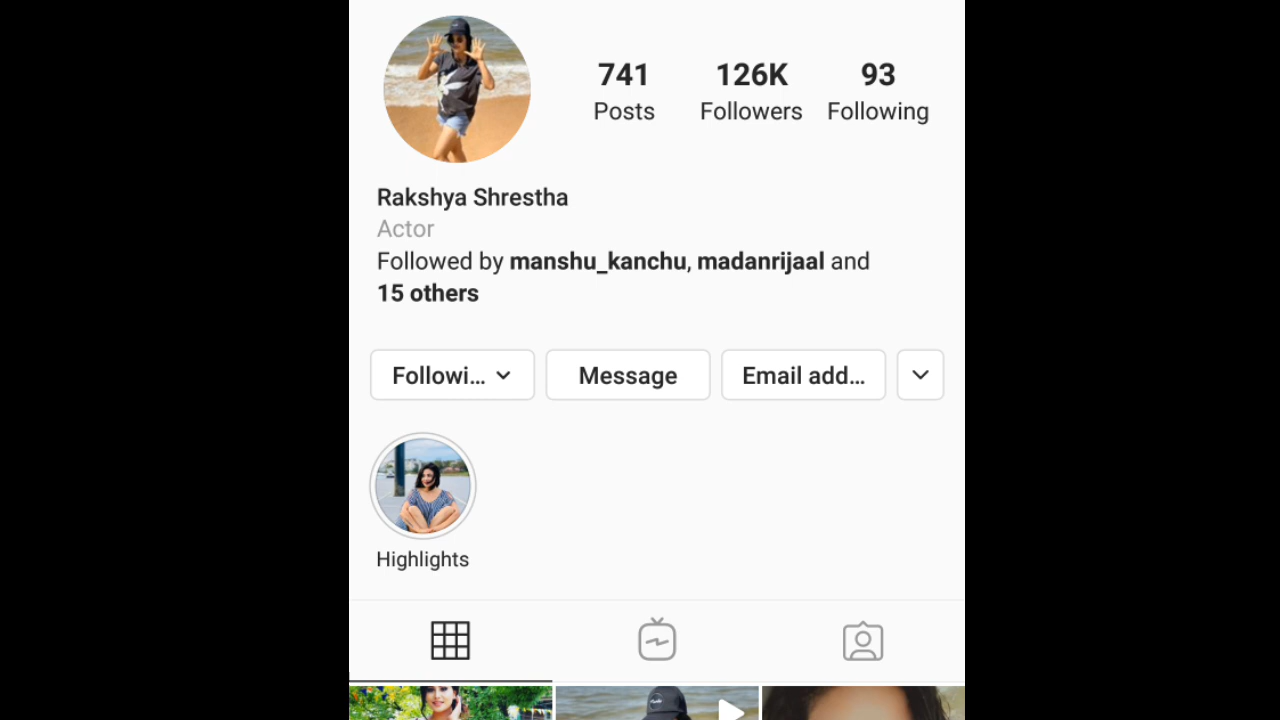 741 126K 93
Posts Followers Following
Rakshya Shrestha
Actor
Followed by manshu_kanchu, madanrijaal and
15 others
Followi... Message Email add...
Highlights